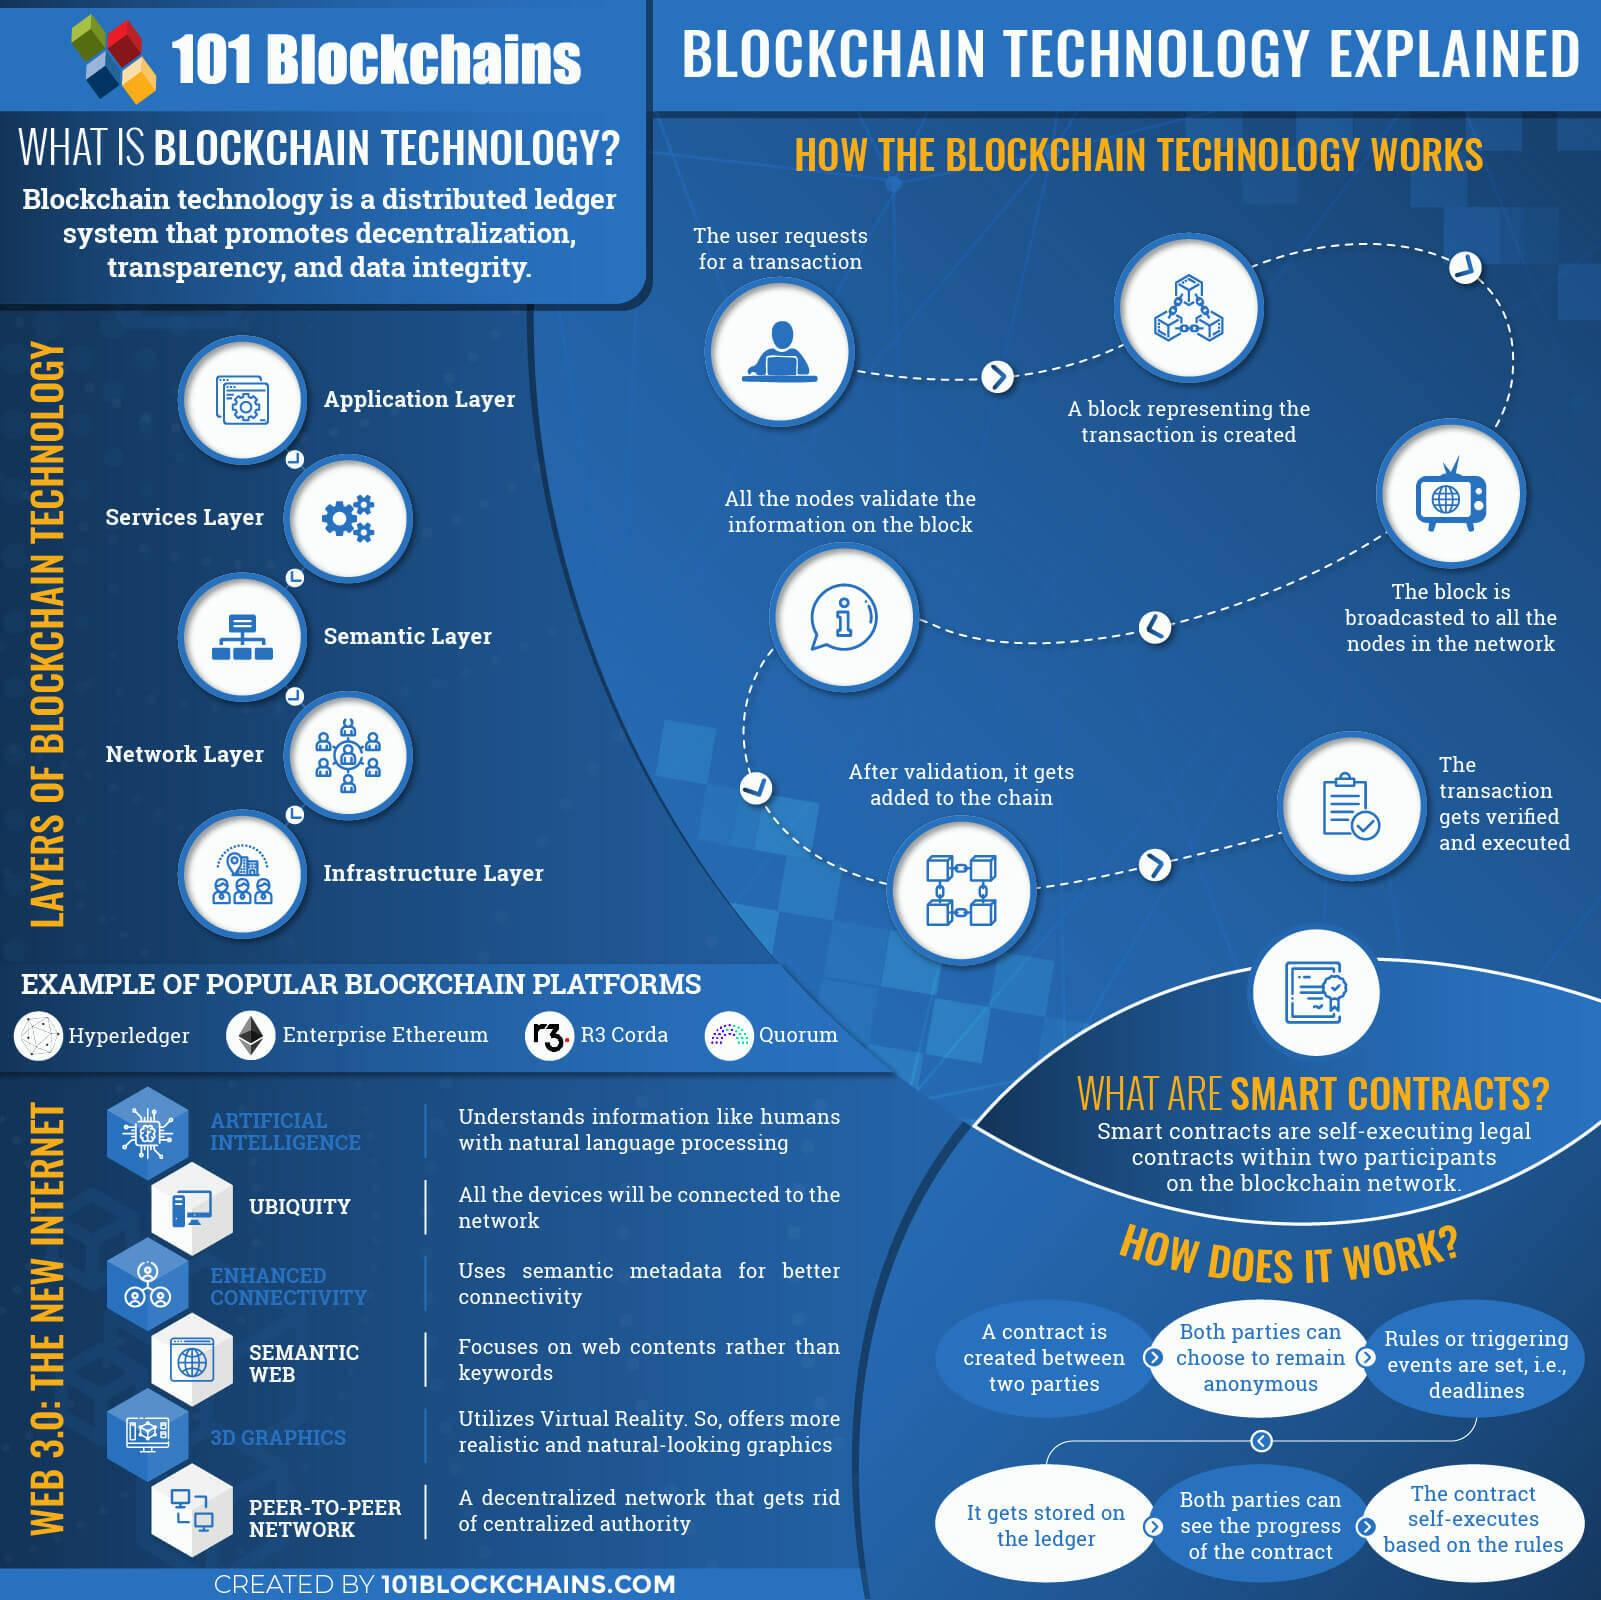 101 Blockchains
BLOCKCHAIN TECHNOLOGY EXPLAINED
WHAT IS BLOCKCHAIN TECHNOLOGY?
Blockchain technology is a distributed ledger
system that promotes decentralization,
transparency, and data integrity.
LAYERS OF BLOCKCHAIN TECHNOLOGY
Application Layer
Services Layer
Semantic Layer
Network Layer
Infrastructure Layer
HOW THE BLOCKCHAIN TECHNOLOGY WORKS
The user requests
for a transaction
A block representing the
transaction is created
The block is
broadcasted to all the
nodes in the network
All the nodes validate the
information on the block
After validation, it gets
added to the chain
The
transaction
gets verified
and executed
EXAMPLE OF POPULAR BLOCKCHAIN PLATFORMS
Hyperledger
Enterprise Ethereum
r3.
R3 Corda
Quorum
WEB 3.0: THE NEW INTERNET
ARTIFICIAL
INTELLIGENCE
Understands information like humans
with natural language processing
UBIQUITY
All the devices will be connected to the
network
ENHANCED
CONNECTIVITY
Uses semantic metadata for better
connectivity
SEMANTIC
WEB
Focuses on web contents rather than
keywords
3D GRAPHICS
Utilizes Virtual Reality. So, offers more
realistic and natural-looking graphics
PEER-TO-PEER
NETWORK
A decentralized network that gets rid
of centralized authority
WHAT ARE SMART CONTRACTS?
Smart contracts are self-executing legal
contracts within two participants
on the blockchain network.
HOW DOES IT WORK?
A contract is
created between
two parties
Both parties can
choose to remain
anonymous
Rules or triggering
events are set, i.e.,
deadlines
It gets stored on
the ledger
Both parties can
see the progress
of the contract
The contract
self-executes
based on the rules
CREATED BY 101BLOCKCHAINS.COM